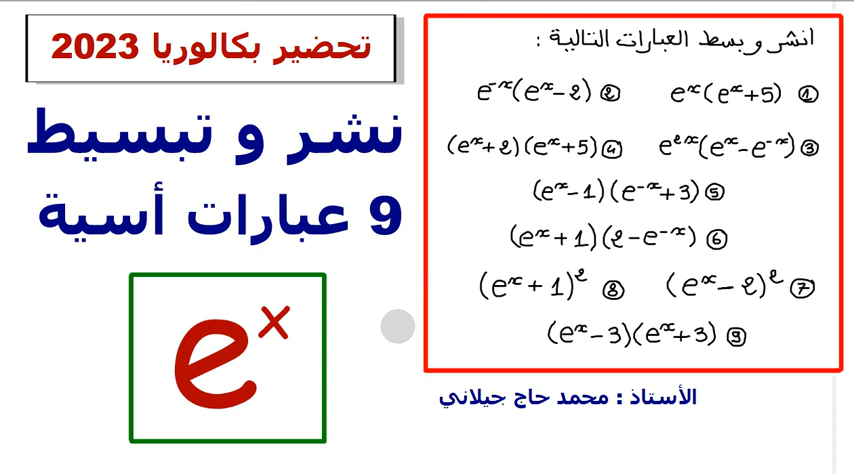 تحضير بكالوريا 2023
نشر و تبسيط
9 عبارات أسية
eˣ
انشر و بسط العبارات التالية :
① eˣ(eˣ+5) ② e⁻ˣ(eˣ-2)
③ e²ˣ(eˣ-e⁻ˣ) ④ (eˣ+2)(eˣ+5)
⑤ (eˣ-1)(e⁻ˣ+3)
⑥ (eˣ+1)(2-e⁻ˣ)
⑦ (eˣ-2)² ⑧ (eˣ+1)²
⑨ (eˣ-3)(eˣ+3)
الأستاذ : محمد حاج جيلاني